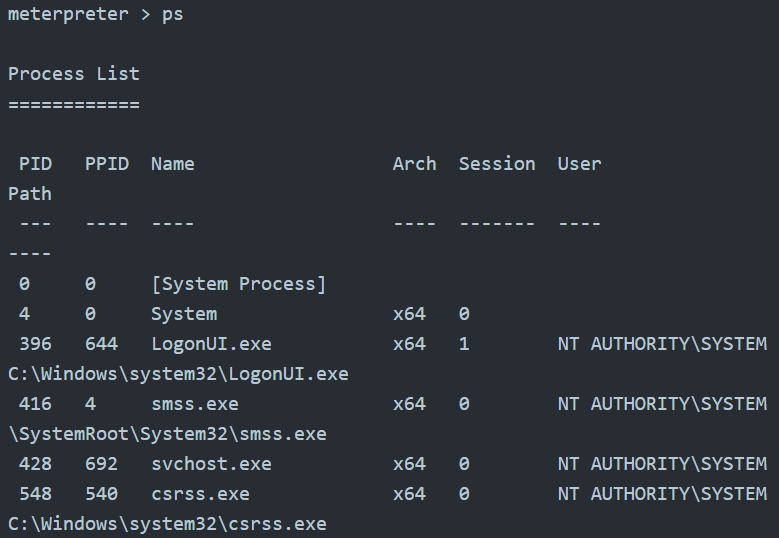 meterpreter > ps
Process List
============
PID PPID Name Arch Session User
Path
--- ---- ---- ---- ------- ----
----
0 0 [System Process]
4 0 System x64 0
396 644 LogonUI.exe x64 1 NT AUTHORITY\SYSTEM
C:\Windows\system32\LogonUI.exe
416 4 smss.exe x64 0 NT AUTHORITY\SYSTEM
\SystemRoot\System32\smss.exe
428 692 svchost.exe x64 0 NT AUTHORITY\SYSTEM
548 540 csrss.exe x64 0 NT AUTHORITY\SYSTEM
C:\Windows\system32\csrss.exe